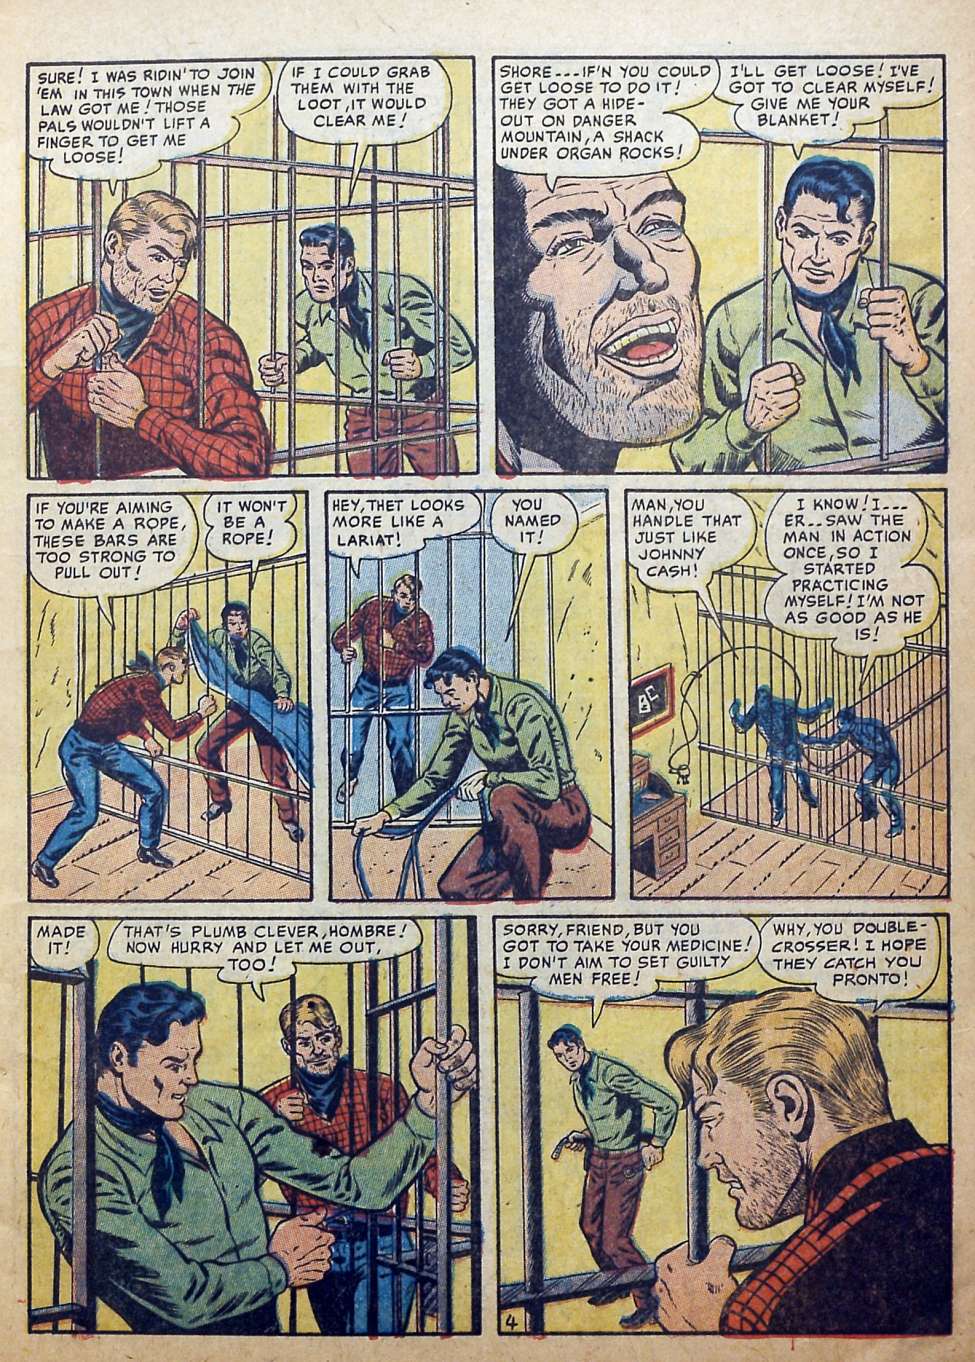 SURE! I WAS RIDIN' TO JOIN
'EM IN THIS TOWN WHEN THE
LAW GOT ME! THOSE
PALS WOULDN'T LIFT A
FINGER TO GET ME
LOOSE!
IF I COULD GRAB
THEM WITH THE
LOOT, IT WOULD
CLEAR ME!
SHORE---IF'N YOU COULD
GET LOOSE TO DO IT!
THEY GOT A HIDE-
OUT ON DANGER
MOUNTAIN, A SHACK
UNDER ORGAN ROCKS!
I'LL GET LOOSE! I'VE
GOT TO CLEAR MYSELF!
GIVE ME YOUR
BLANKET!
IF YOU'RE AIMING
TO MAKE A ROPE,
THESE BARS ARE
TOO STRONG TO
PULL OUT!
IT WON'T
BE A
ROPE!
HEY, THET LOOKS
MORE LIKE A
LARIAT!
YOU
NAMED
IT!
MAN, YOU
HANDLE THAT
JUST LIKE
JOHNNY
CASH!
I KNOW! I---
ER--SAW THE
MAN IN ACTION
ONCE, SO I
STARTED
PRACTICING
MYSELF! I'M NOT
AS GOOD AS HE
IS!
MADE
IT!
THAT'S PLUMB CLEVER, HOMBRE!
NOW HURRY AND LET ME OUT,
TOO!
SORRY, FRIEND, BUT YOU
GOT TO TAKE YOUR MEDICINE!
I DON'T AIM TO SET GUILTY
MEN FREE!
WHY, YOU DOUBLE-
CROSSER! I HOPE
THEY CATCH YOU
PRONTO!
4